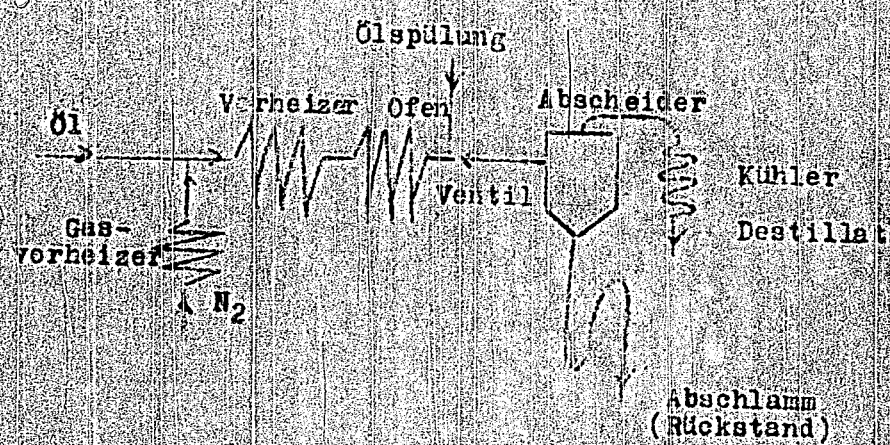 Ölspülung
Vorheizer Ofen Abscheider
Öl
Ventil
Kühler
Destillat
Gas-
vorheizer
N₂
Abschlamm
(Rückstand)